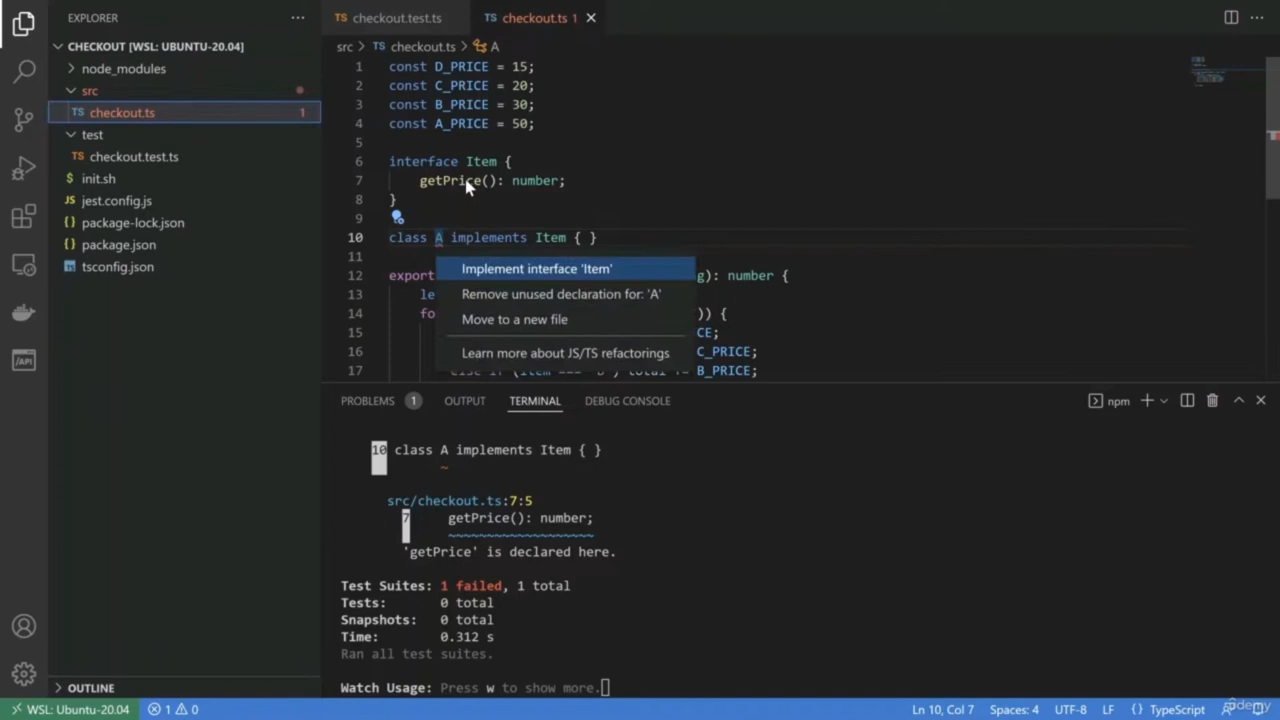 EXPLORER
CHECKOUT [WSL: UBUNTU-20.04]
node_modules
src
TS checkout.ts 1
test
TS checkout.test.ts
$ init.sh
JS jest.config.js
{} package-lock.json
{} package.json
TS tsconfig.json
/API
OUTLINE
TS checkout.test.ts
TS checkout.ts 1
src > TS checkout.ts > A
1 const D_PRICE = 15;
2 const C_PRICE = 20;
3 const B_PRICE = 30;
4 const A_PRICE = 50;
5
6 interface Item {
7 getPrice(): number;
8 }
9
10 class A implements Item { }
11
12 export g): number {
13 le
14 fo )) {
15 CE;
16 C_PRICE;
17 B_PRICE;
Implement interface 'Item'
Remove unused declaration for: 'A'
Move to a new file
Learn more about JS/TS refactorings
PROBLEMS 1 OUTPUT TERMINAL DEBUG CONSOLE
npm
10 class A implements Item { }
~
src/checkout.ts:7:5
7 getPrice(): number;
~~~~~~~~~~~~~~~~~~~
'getPrice' is declared here.
Test Suites: 1 failed, 1 total
Tests: 0 total
Snapshots: 0 total
Time: 0.312 s
Ran all test suites.
Watch Usage: Press w to show more.
WSL: Ubuntu-20.04 1 0 Ln 10, Col 7 Spaces: 4 UTF-8 LF {} TypeScript
ûdemy